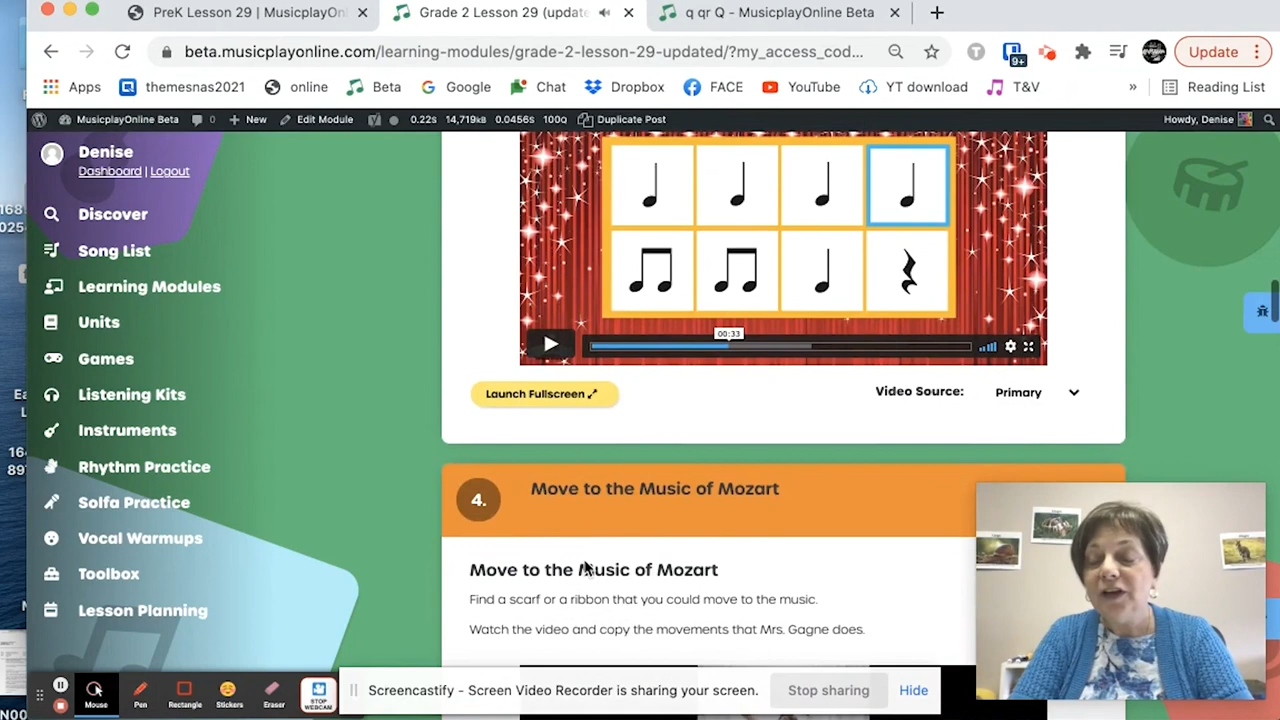 PreK Lesson 29 | MusicplayOnl
Grade 2 Lesson 29 (update
q qr Q - MusicplayOnline Beta
beta.musicplayonline.com/learning-modules/grade-2-lesson-29-updated/?my_access_cod...
9+
Update
Apps
themesnas2021
online
Beta
Google
Chat
Dropbox
FACE
YouTube
YT download
T&V
»
Reading List
MusicplayOnline Beta
0
New
Edit Module
0.22s
14,719kB
0.0456s
100Q
Duplicate Post
Howdy, Denise
Denise
Dashboard | Logout
Discover
Song List
Learning Modules
Units
Games
Listening Kits
Instruments
Rhythm Practice
Solfa Practice
Vocal Warmups
Toolbox
Lesson Planning
00:33
Launch Fullscreen
Video Source:
Primary
4.
Move to the Music of Mozart
Move to the Music of Mozart
Find a scarf or a ribbon that you could move to the music.
Watch the video and copy the movements that Mrs. Gagne does.
Mouse
Pen
Rectangle
Stickers
Eraser
STOP
WEBCAM
Screencastify - Screen Video Recorder is sharing your screen.
Stop sharing
Hide